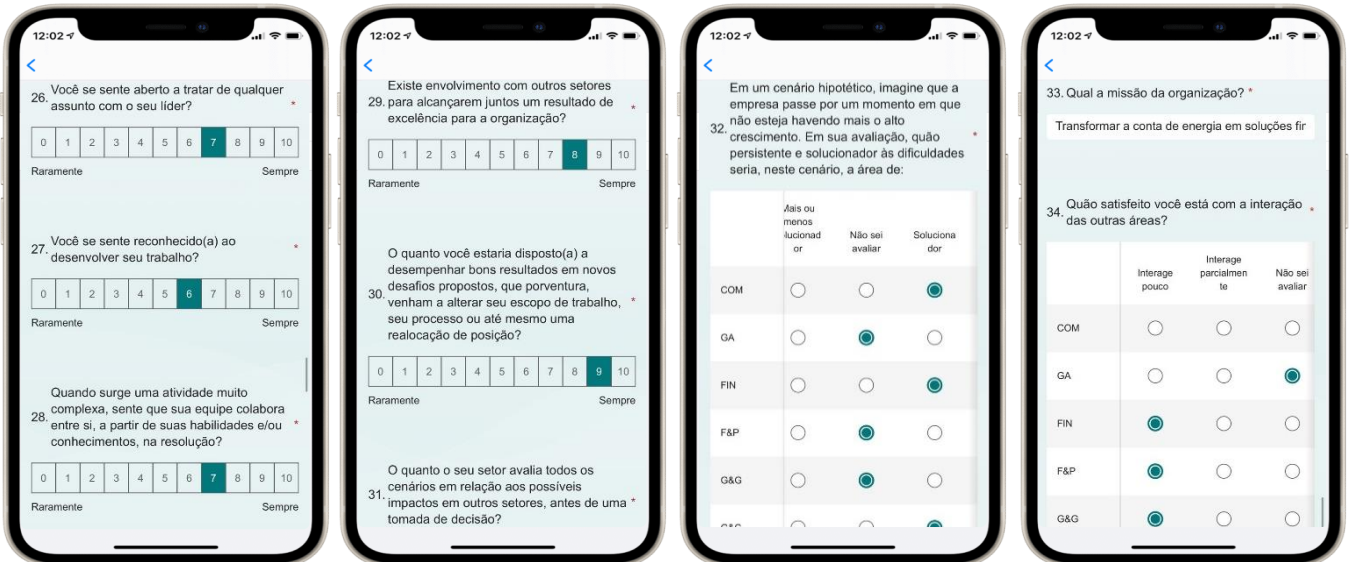 12:02
26. Você se sente aberto a tratar de qualquer
assunto com o seu líder? *
0 1 2 3 4 5 6 7 8 9 10
Raramente Sempre
27. Você se sente reconhecido(a) ao
desenvolver seu trabalho? *
0 1 2 3 4 5 6 7 8 9 10
Raramente Sempre
Quando surge uma atividade muito
complexa, sente que sua equipe colabora
28. entre si, a partir de suas habilidades e/ou *
conhecimentos, na resolução?
0 1 2 3 4 5 6 7 8 9 10
Raramente Sempre
12:02
Existe envolvimento com outros setores
29. para alcançarem juntos um resultado de *
excelência para a organização?
0 1 2 3 4 5 6 7 8 9 10
Raramente Sempre
O quanto você estaria disposto(a) a
desempenhar bons resultados em novos
desafios propostos, que porventura,
30. venham a alterar seu escopo de trabalho, *
seu processo ou até mesmo uma
realocação de posição?
0 1 2 3 4 5 6 7 8 9 10
Raramente Sempre
O quanto o seu setor avalia todos os
cenários em relação aos possíveis
31. impactos em outros setores, antes de uma *
tomada de decisão?
12:02
Em um cenário hipotético, imagine que a
empresa passe por um momento em que
não esteja havendo mais o alto
32. crescimento. Em sua avaliação, quão *
persistente e solucionador às dificuldades
seria, neste cenário, a área de:
Mais ou
menos
lucionad Não sei Soluciona
or avaliar dor
COM
GA
FIN
F&P
G&G
12:02
33. Qual a missão da organização? *
Transformar a conta de energia em soluções fir
34. Quão satisfeito você está com a interação *
das outras áreas?
Interage
Interage parcialmen Não sei
pouco te avaliar
COM
GA
FIN
F&P
G&G